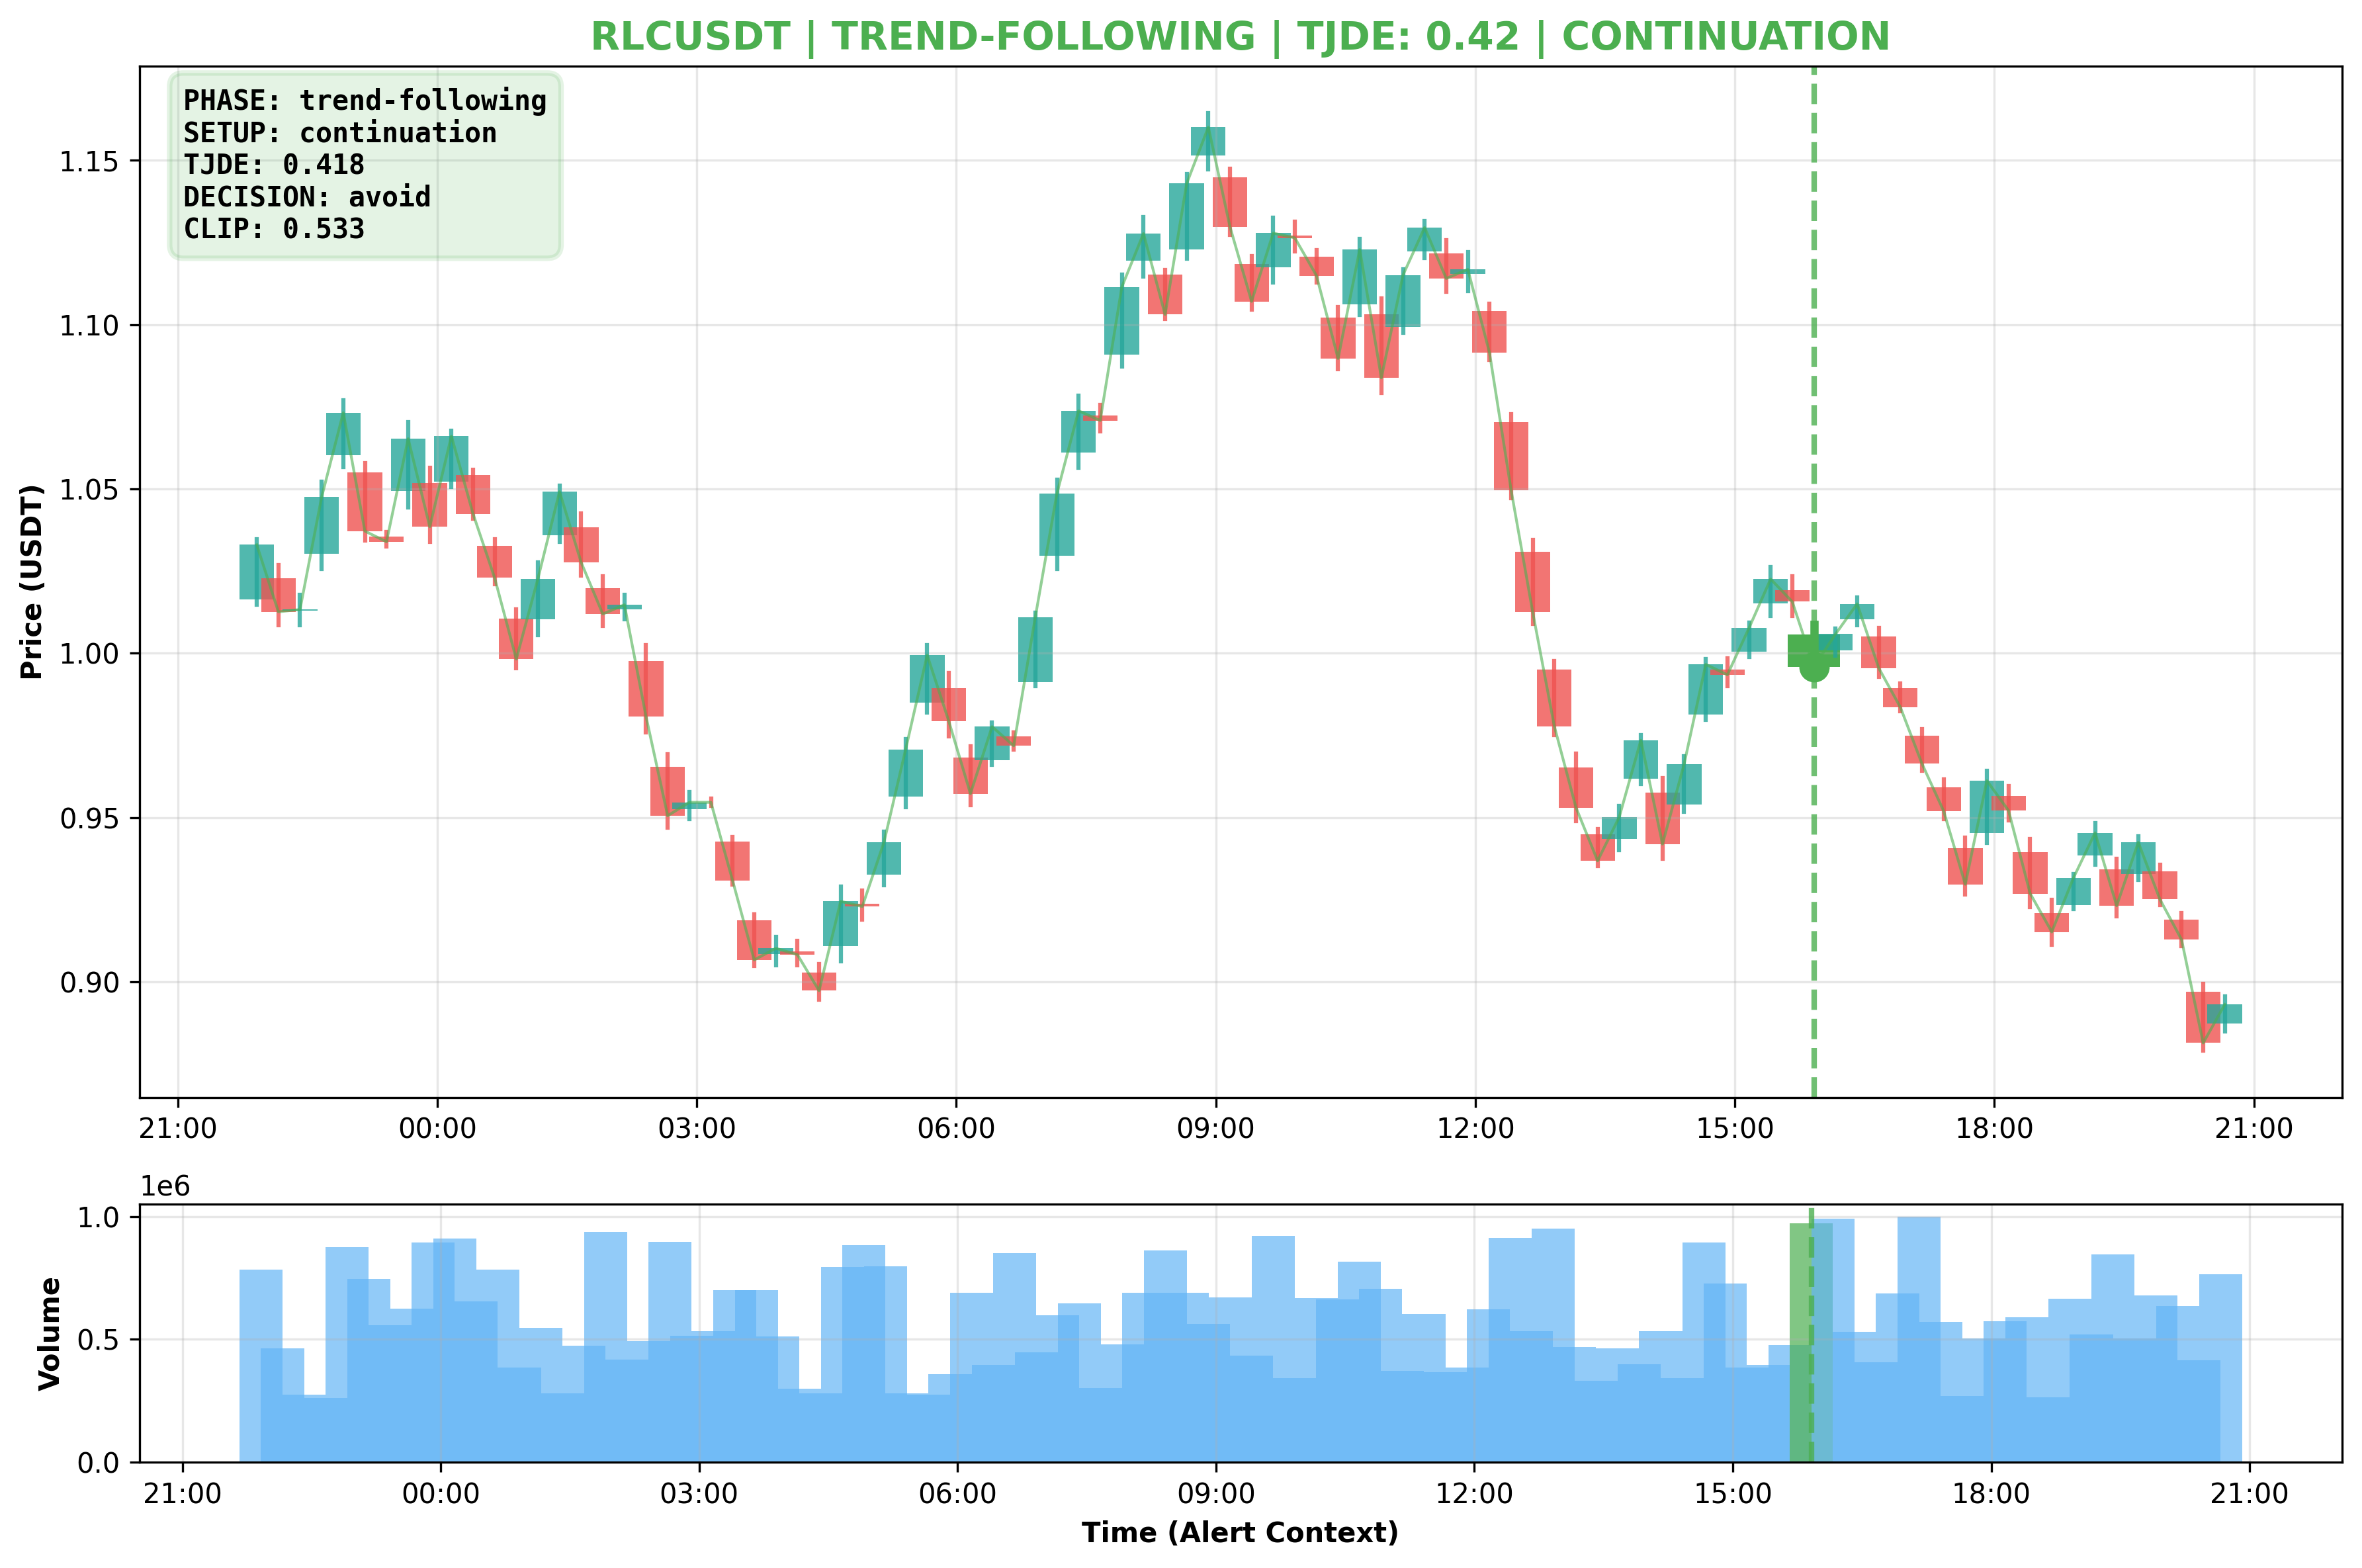 RLCUSDT | TREND-FOLLOWING | TJDE: 0.42 | CONTINUATION
PHASE: trend-following
SETUP: continuation
TJDE: 0.418
DECISION: avoid
CLIP: 0.533
Price (USDT)
1.15
1.10
1.05
1.00
0.95
0.90
21:00 00:00 03:00 06:00 09:00 12:00 15:00 18:00 21:00
1e6
Volume
1.0
0.5
0.0
21:00 00:00 03:00 06:00 09:00 12:00 15:00 18:00 21:00
Time (Alert Context)